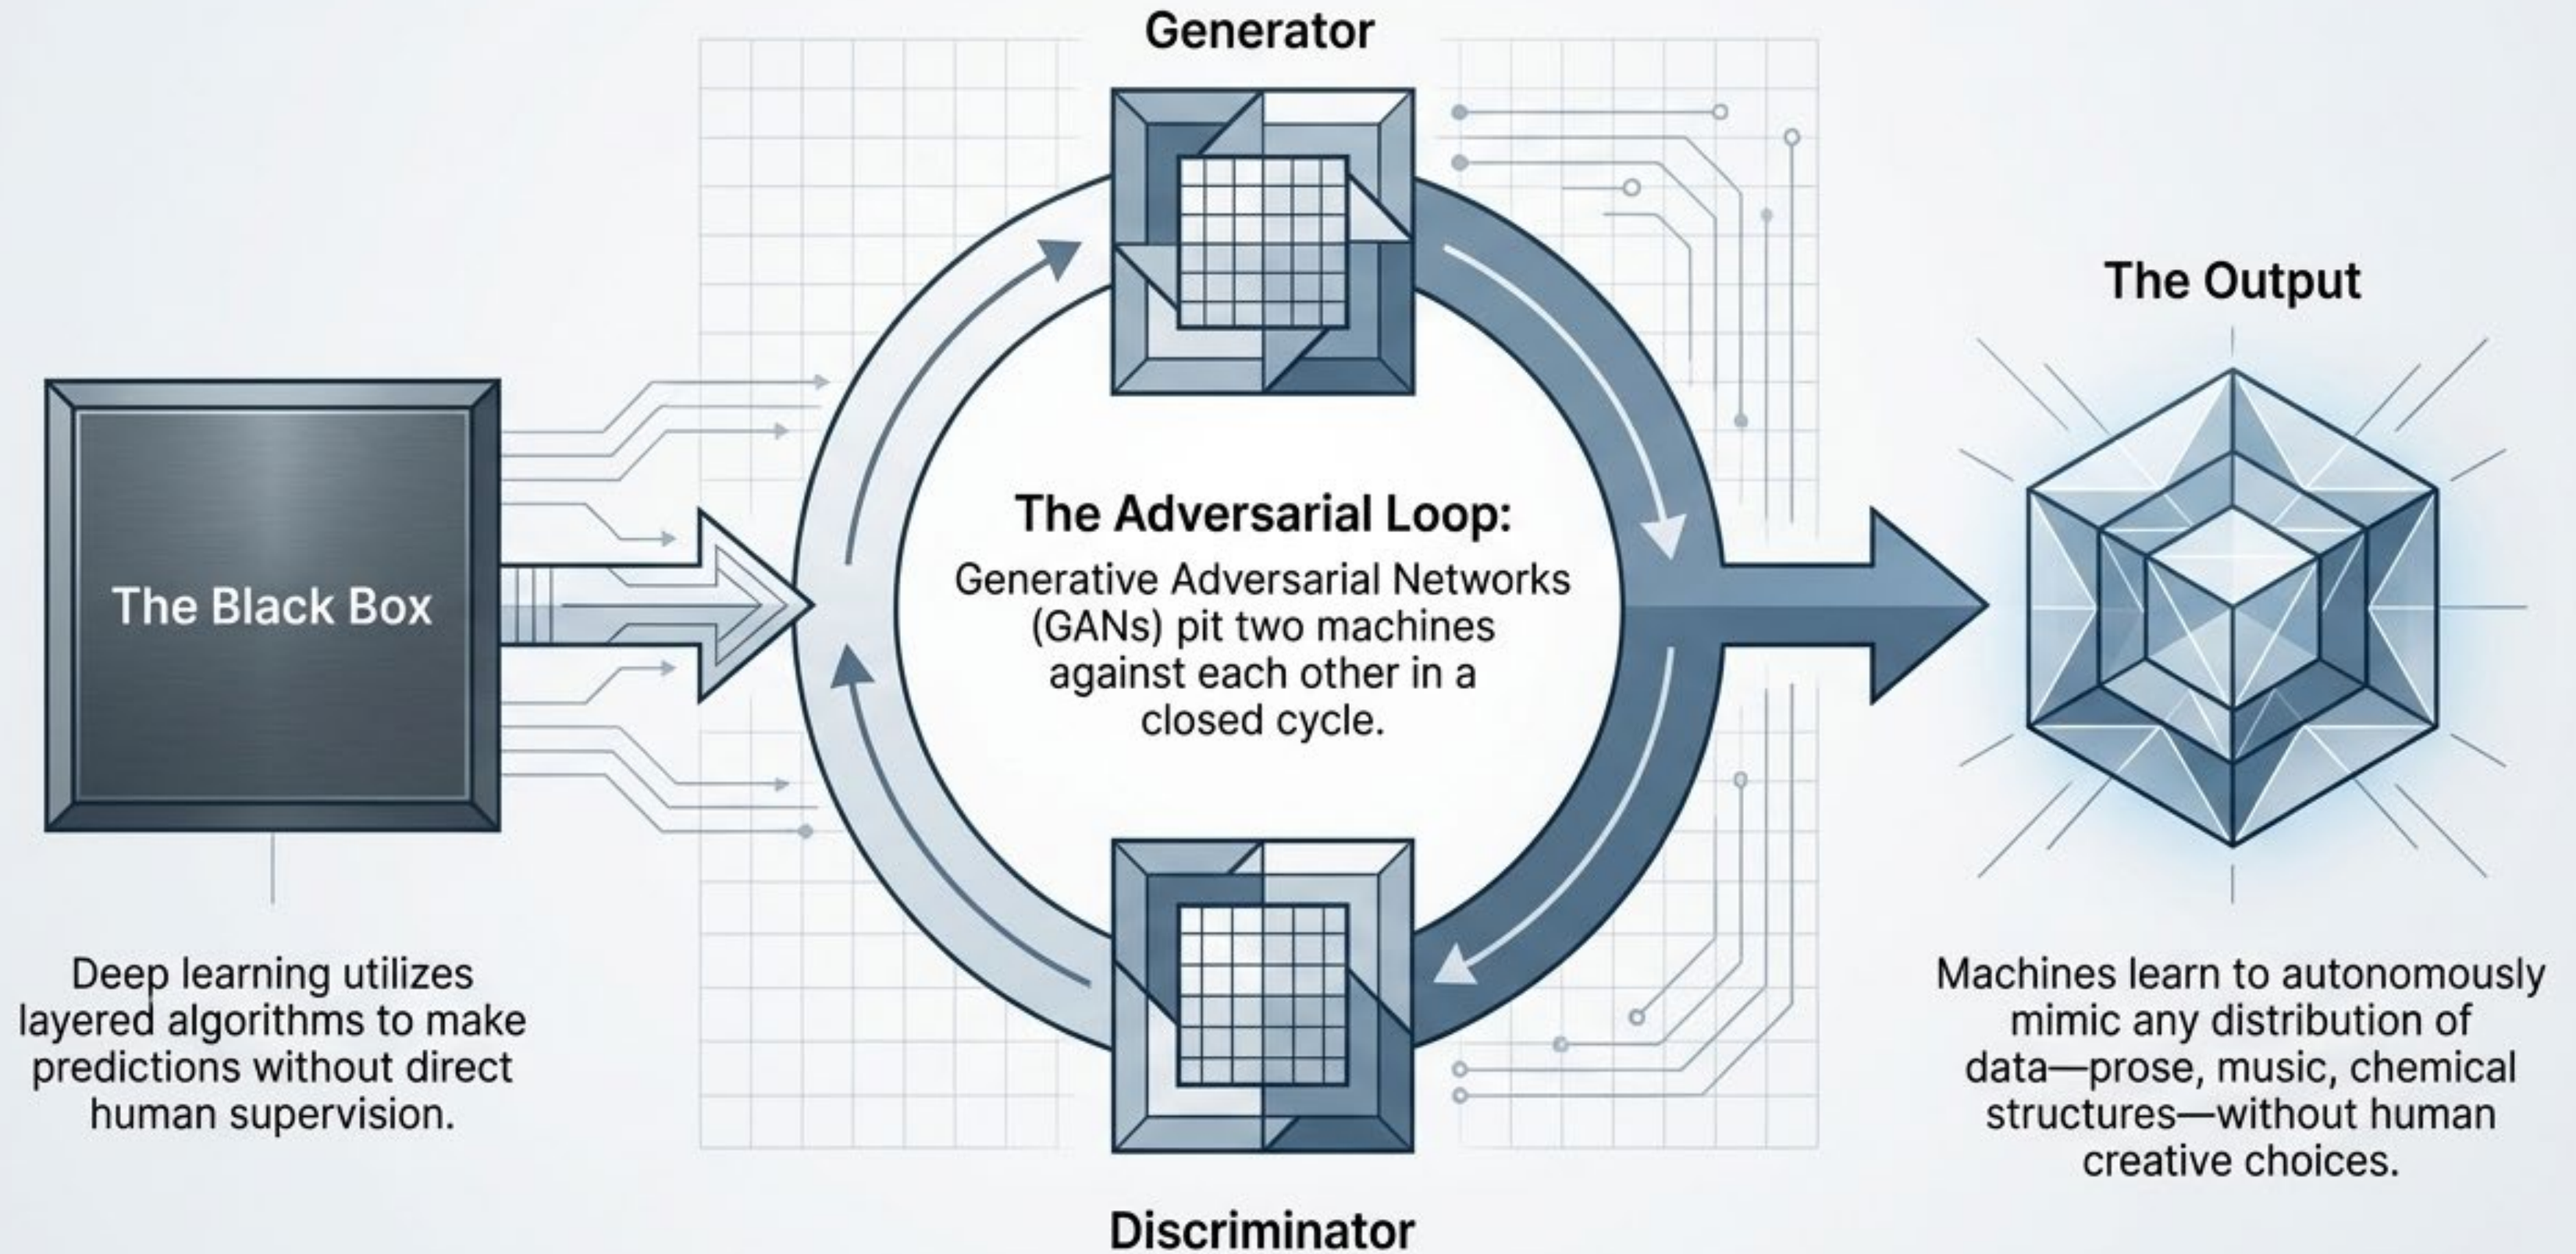 Generator
The Output
The Black Box
The Adversarial Loop:
Generative Adversarial Networks
(GANs) pit two machines
against each other in a
closed cycle.
Deep learning utilizes
layered algorithms to make
predictions without direct
human supervision.
Machines learn to autonomously
mimic any distribution of
data—prose, music, chemical
structures—without human
creative choices.
Discriminator